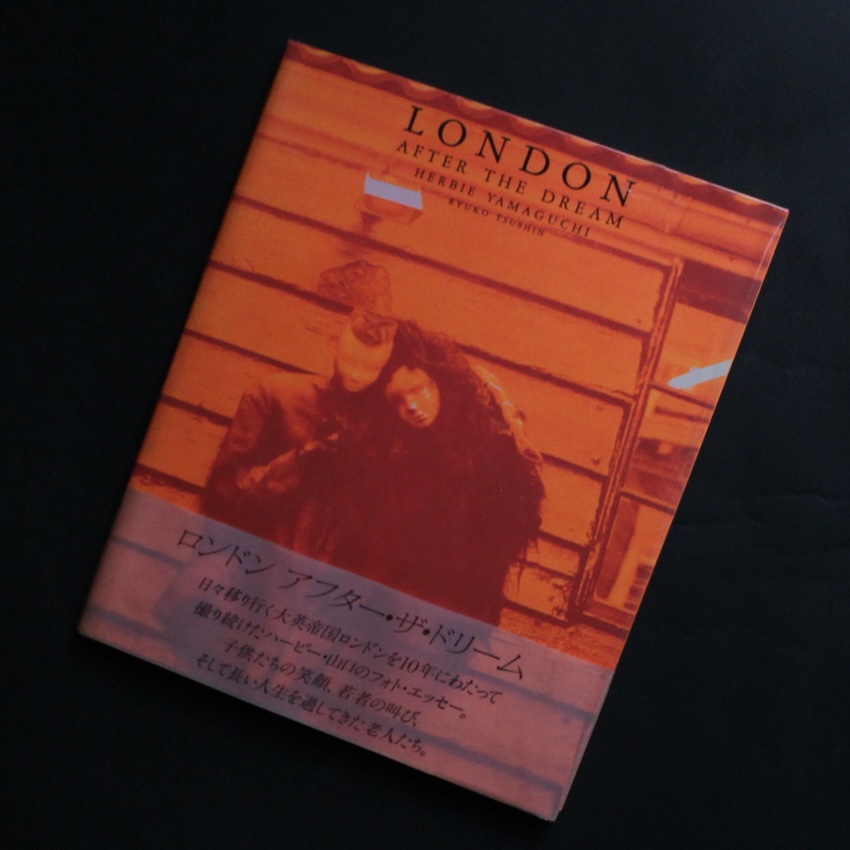 LONDON
AFTER THE DREAM
HERBIE YAMAGUCHI
KYUKO TSUSHIN
ロンドン アフター・ザ・ドリーム
日々移り行く大英帝国ロンドンを10年にわたって
撮り続けたハービー・山口のフォト・エッセー。
子供たちの笑顔、若者の叫び、
そして長い人生を過してきた老人たち。